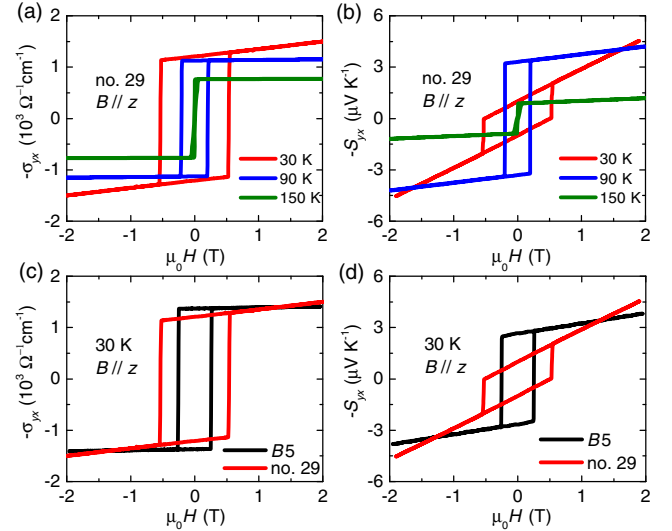 (a)
-σyx (10³ Ω⁻¹cm⁻¹)
2
1
0
-1
-2
no. 29
B // z
30 K
90 K
150 K
-2
-1
0
1
2
μ₀H (T)
(b)
-Syx (μV K⁻¹)
6
3
0
-3
-6
no. 29
B // z
30 K
90 K
150 K
-2
-1
0
1
2
μ₀H (T)
(c)
-σyx (10³ Ω⁻¹cm⁻¹)
2
1
0
-1
-2
30 K
B // z
B5
no. 29
-2
-1
0
1
2
μ₀H (T)
(d)
-Syx (μV K⁻¹)
6
3
0
-3
-6
30 K
B // z
B5
no. 29
-2
-1
0
1
2
μ₀H (T)